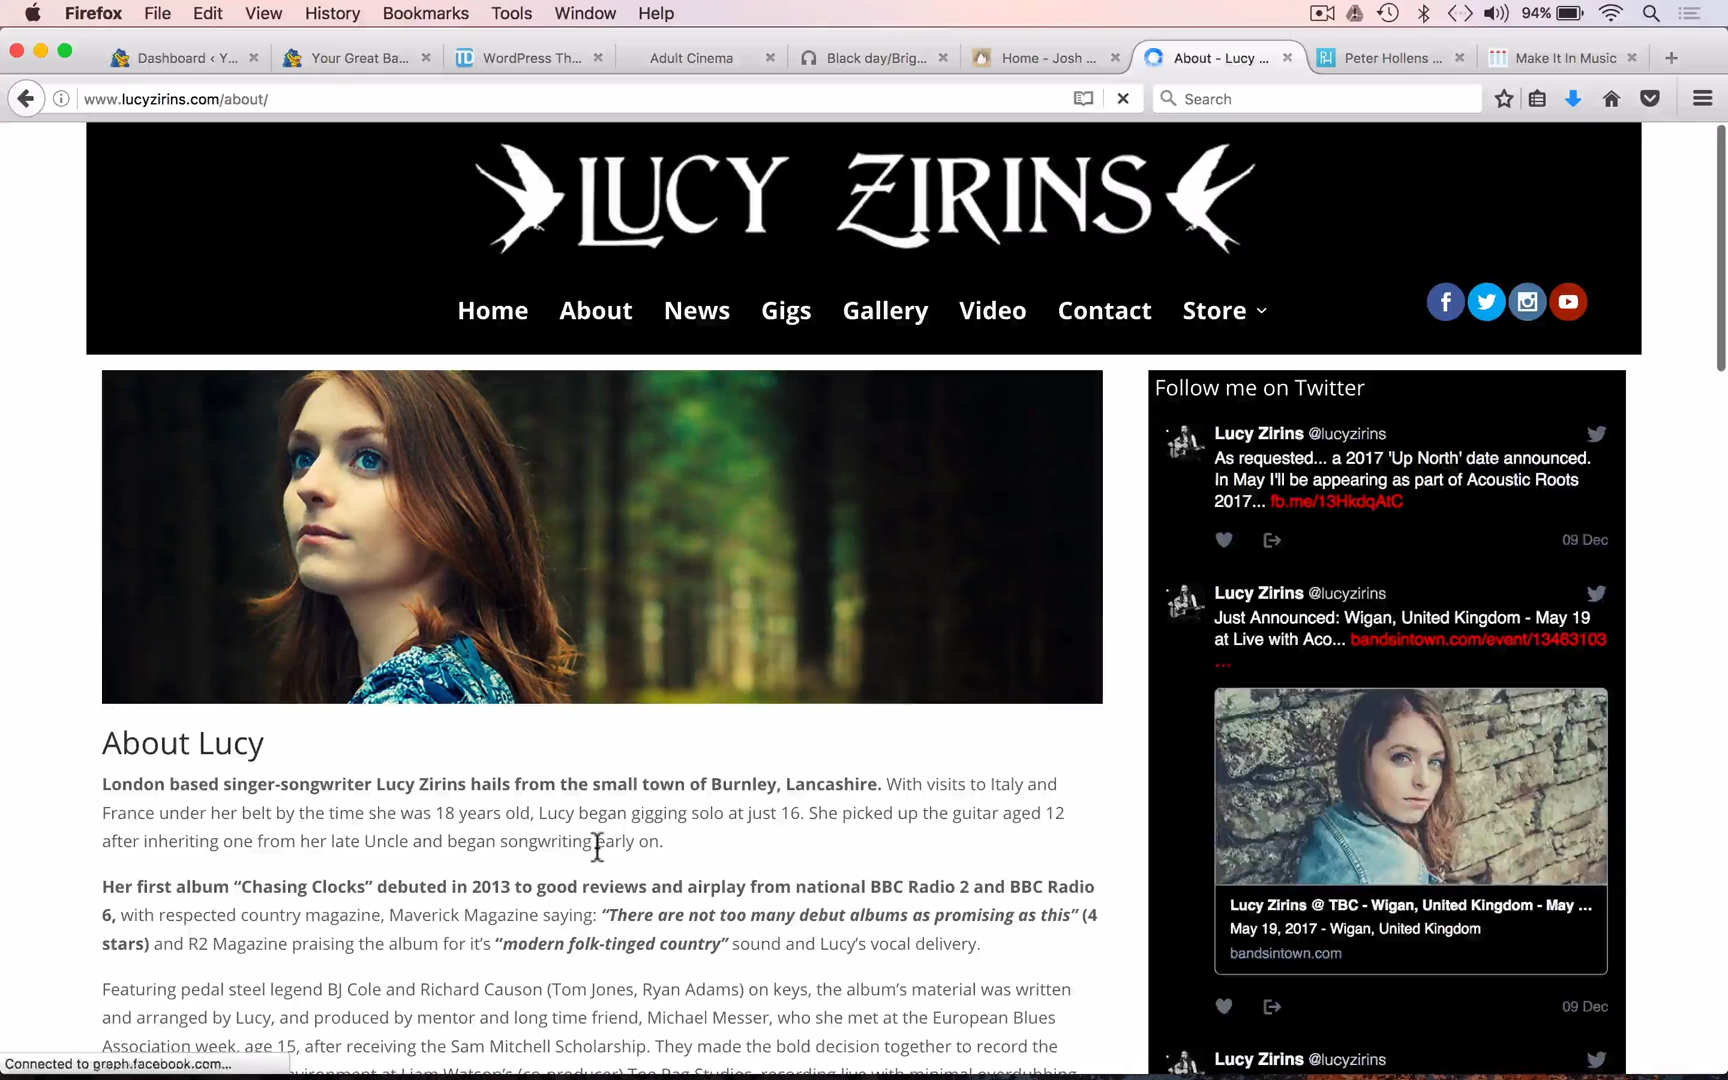 Firefox File Edit View History Bookmarks Tools Window Help 94%
Dashboard ‹ Y... Your Great Ba... WordPress Th... Adult Cinema Black day/Brig... Home - Josh ... About - Lucy ... Peter Hollens ... Make It In Music
www.lucyzirins.com/about/ Search
LUCY ZIRINS
Home About News Gigs Gallery Video Contact Store
Follow me on Twitter
Lucy Zirins @lucyzirins
As requested... a 2017 'Up North' date announced.
In May I'll be appearing as part of Acoustic Roots
2017... fb.me/13HkdqAtC
09 Dec
Lucy Zirins @lucyzirins
Just Announced: Wigan, United Kingdom - May 19
at Live with Aco... bandsintown.com/event/13463103
...
Lucy Zirins @ TBC - Wigan, United Kingdom - May ...
May 19, 2017 - Wigan, United Kingdom
bandsintown.com
09 Dec
Lucy Zirins @lucyzirins
About Lucy
London based singer-songwriter Lucy Zirins hails from the small town of Burnley, Lancashire. With visits to Italy and
France under her belt by the time she was 18 years old, Lucy began gigging solo at just 16. She picked up the guitar aged 12
after inheriting one from her late Uncle and began songwriting early on.
Her first album “Chasing Clocks” debuted in 2013 to good reviews and airplay from national BBC Radio 2 and BBC Radio
6, with respected country magazine, Maverick Magazine saying: “There are not too many debut albums as promising as this” (4
stars) and R2 Magazine praising the album for it’s “modern folk-tinged country” sound and Lucy’s vocal delivery.
Featuring pedal steel legend BJ Cole and Richard Causon (Tom Jones, Ryan Adams) on keys, the album’s material was written
and arranged by Lucy, and produced by mentor and long time friend, Michael Messer, who she met at the European Blues
Association week, age 15, after receiving the Sam Mitchell Scholarship. They made the bold decision together to record the
at Liam Watson’s (co-producer) Toe Rag Studios, recording live with minimal overdubbing
Connected to graph.facebook.com...